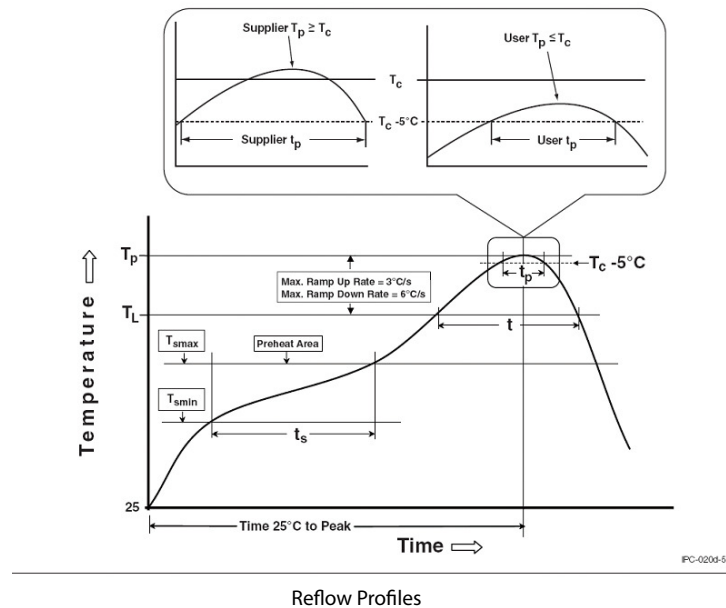 Supplier Tp ≥ Tc
User Tp ≤ Tc
Tc
Tc -5°C
Supplier tp
User tp
Tp
Tc -5°C
tp
Max. Ramp Up Rate = 3°C/s
Max. Ramp Down Rate = 6°C/s
TL
t
Tsmax
Preheat Area
Tsmin
ts
Temperature
25
Time 25°C to Peak
Time
IPC-020d-5
Reflow Profiles